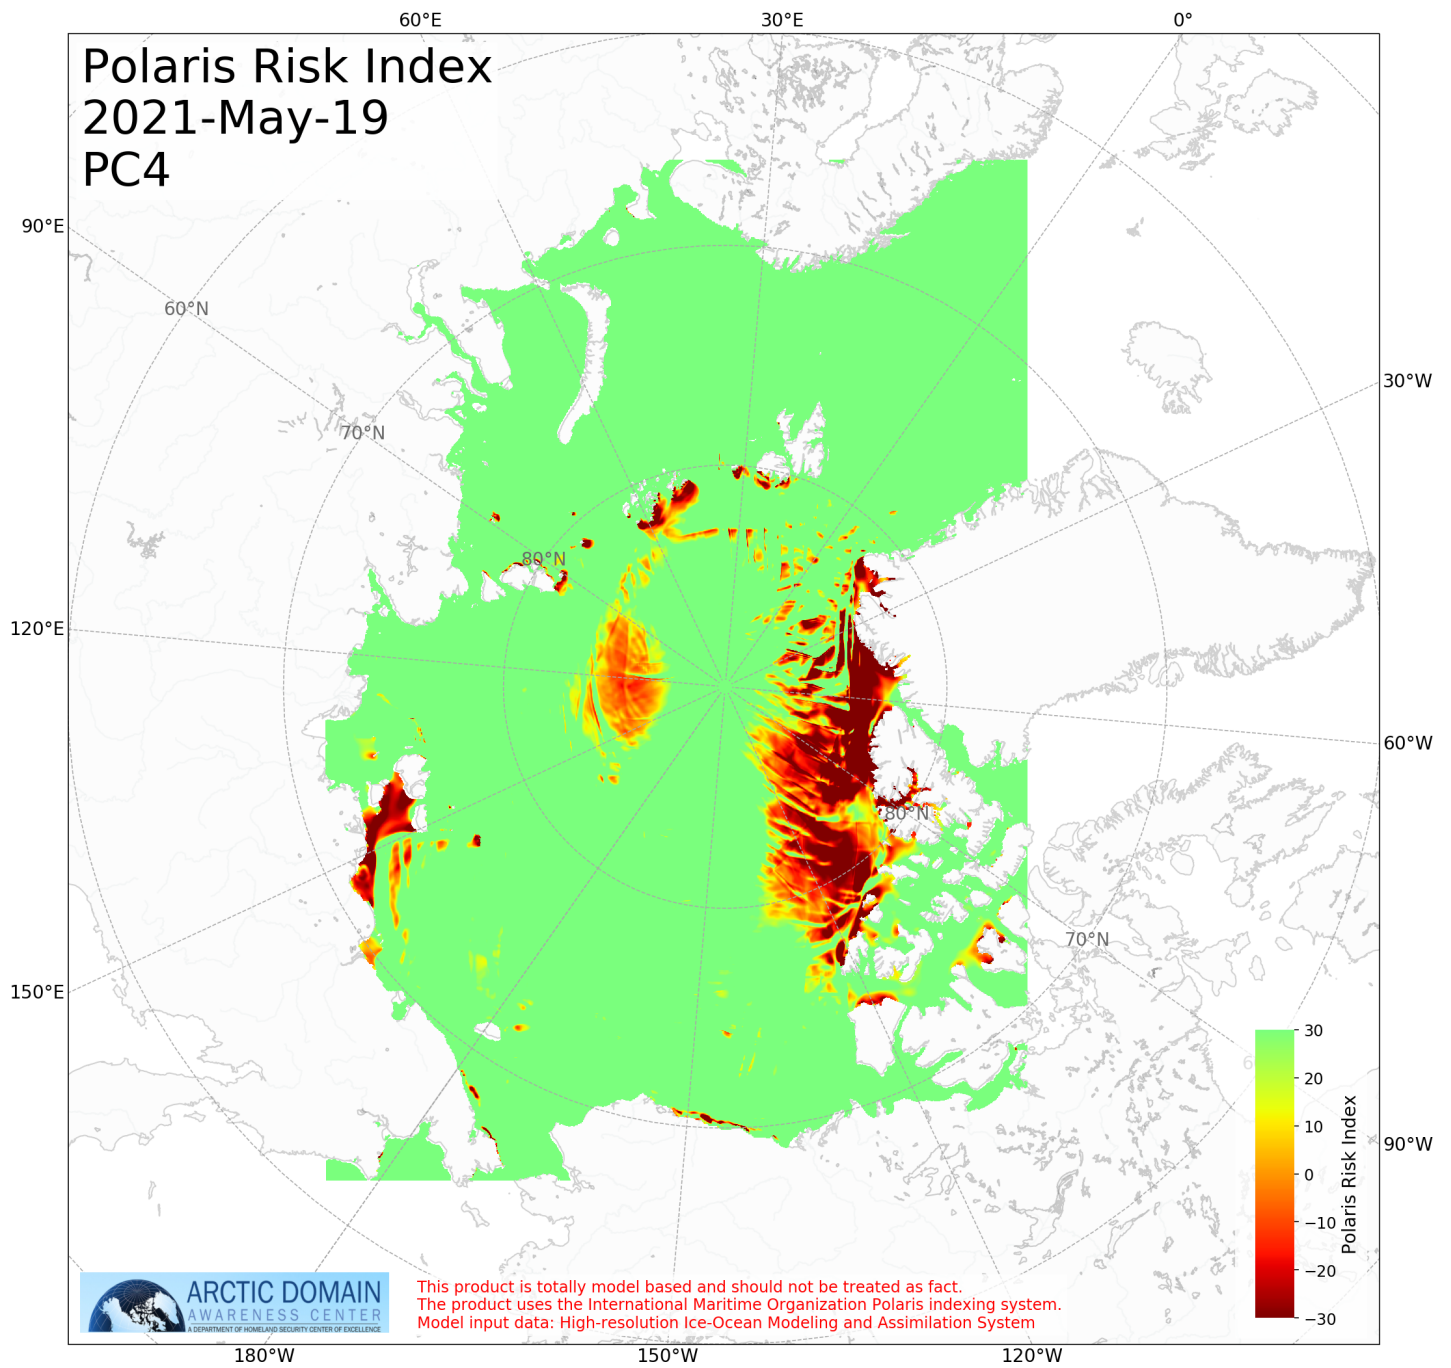 60°E
30°E
0°
Polaris Risk Index
2021-May-19
PC4
90°E
60°N
30°W
70°N
80°N
120°E
60°W
80°N
70°N
150°E
30
20
10
0
−10
−20
−30
Polaris Risk Index
90°W
ARCTIC DOMAIN
AWARENESS CENTER
A DEPARTMENT OF HOMELAND SECURITY CENTER OF EXCELLENCE
This product is totally model based and should not be treated as fact.
The product uses the International Maritime Organization Polaris indexing system.
Model input data: High-resolution Ice-Ocean Modeling and Assimilation System
180°W
150°W
120°W